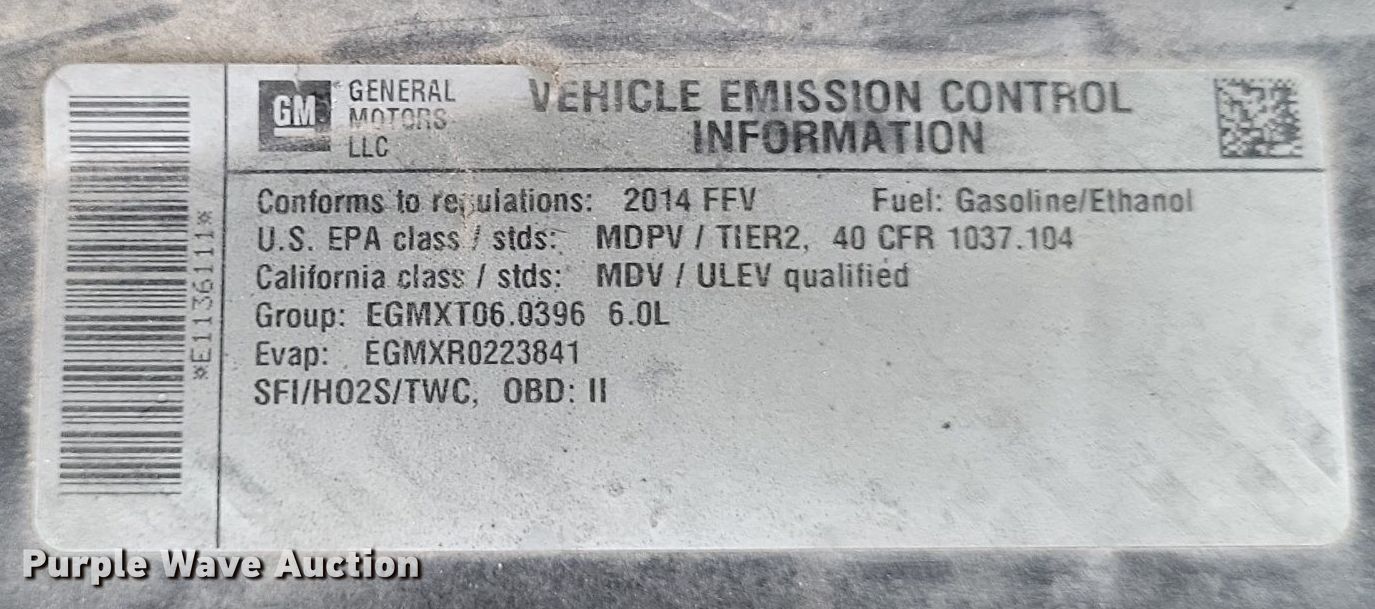 GM GENERAL MOTORS LLC
VEHICLE EMISSION CONTROL
INFORMATION
Conforms to regulations: 2014 FFV Fuel: Gasoline/Ethanol
U.S. EPA class / stds: MDPV / TIER2, 40 CFR 1037.104
California class / stds: MDV / ULEV qualified
Group: EGMXT06.0396 6.0L
Evap: EGMXR0223841
SFI/HO2S/TWC, OBD: II
*E1136111*
Purple Wave Auction